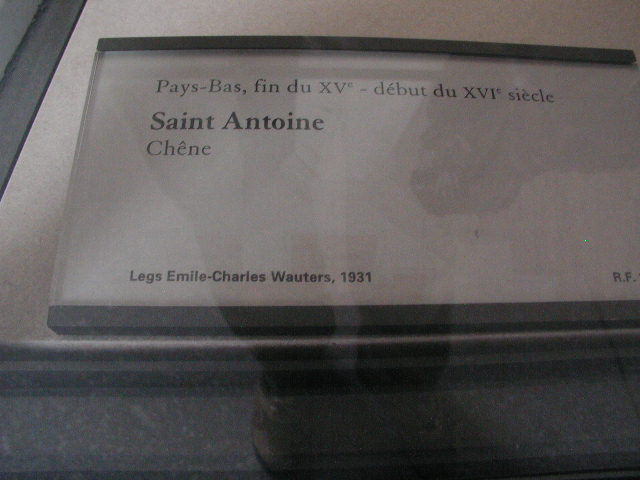 Pays-Bas, fin du XVe - début du XVIe siècle
Saint Antoine
Chêne
Legs Emile-Charles Wauters, 1931
R.F.